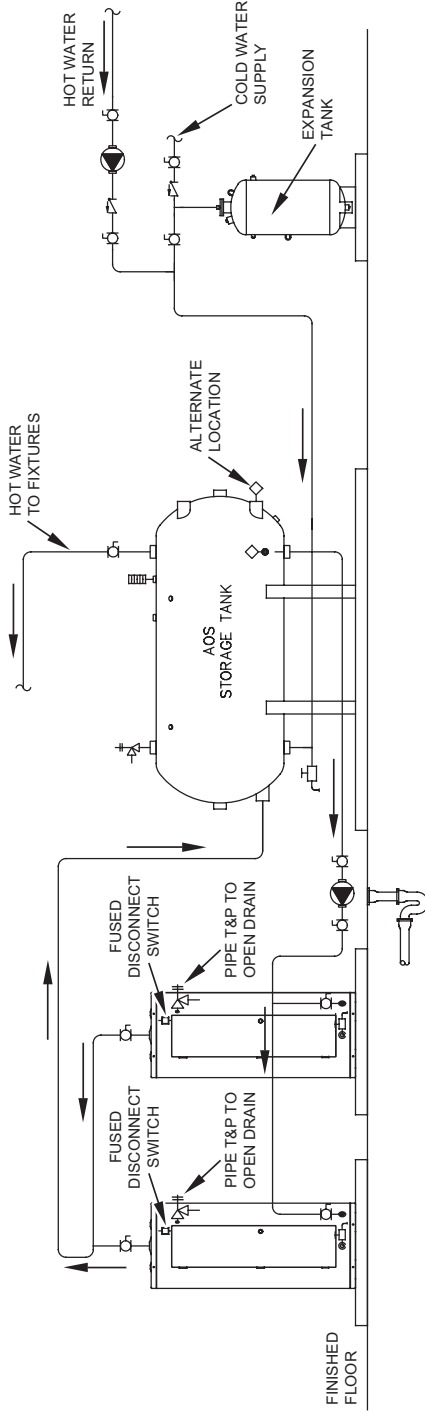 HOT WATER
RETURN
COLD WATER
SUPPLY
EXPANSION
TANK
HOT WATER
TO FIXTURES
ALTERNATE
LOCATION
AOS
STORAGE TANK
FUSED
DISCONNECT
SWITCH
PIPE T&P TO
OPEN DRAIN
FUSED
DISCONNECT
SWITCH
PIPE T&P TO
OPEN DRAIN
FINISHED
FLOOR